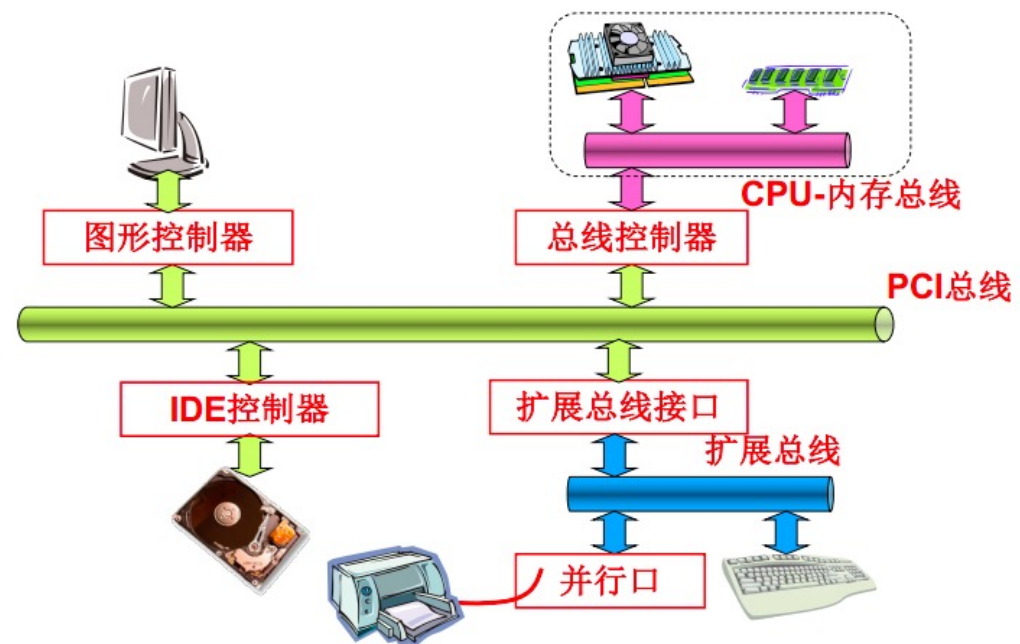 CPU-内存总线
图形控制器
总线控制器
PCI总线
IDE控制器
扩展总线接口
扩展总线
并行口